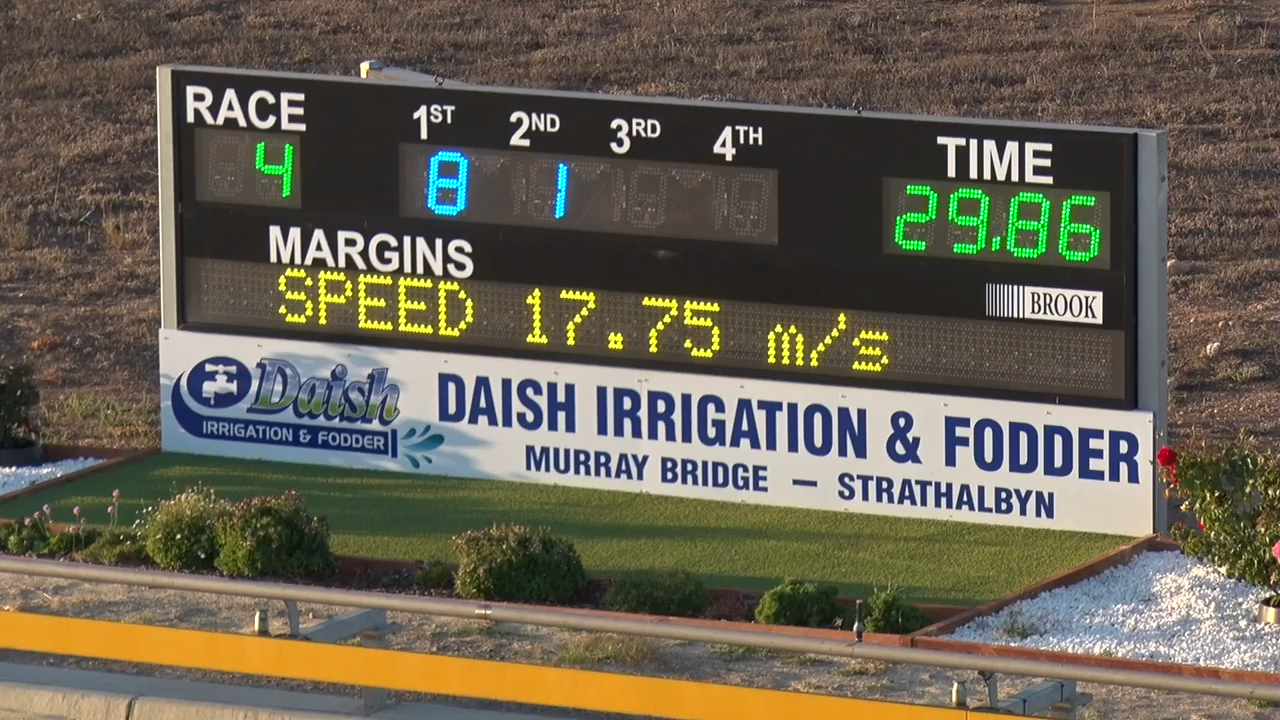 RACE 1ST 2ND 3RD 4TH TIME
4 8 1 29.86
MARGINS
SPEED 17.75 m/s
BROOK
Daish
IRRIGATION & FODDER
DAISH IRRIGATION & FODDER
MURRAY BRIDGE – STRATHALBYN